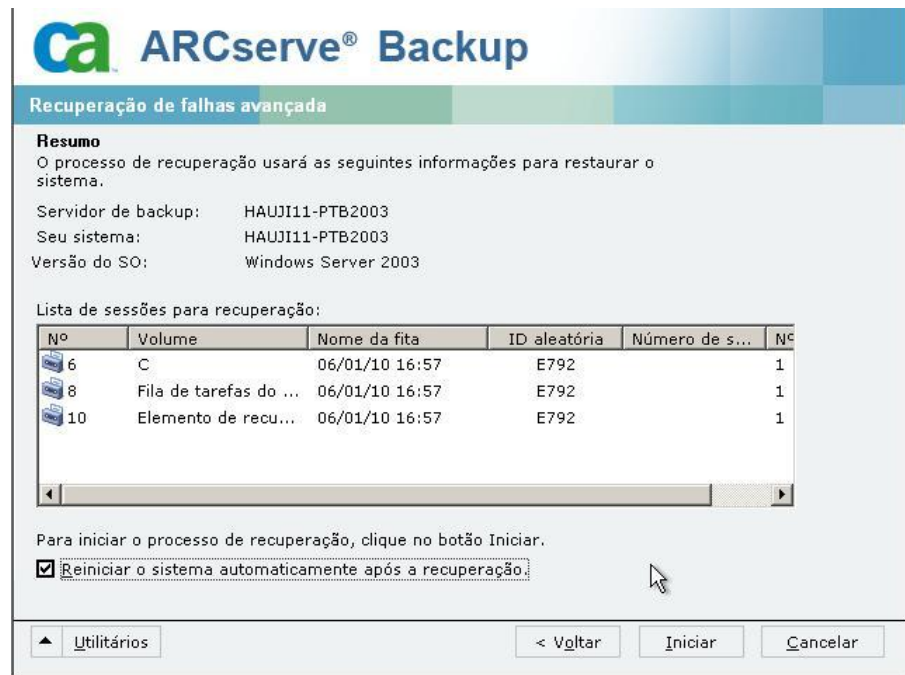 ca ARCserve® Backup
Recuperação de falhas avançada
Resumo
O processo de recuperação usará as seguintes informações para restaurar o
sistema.
Servidor de backup: HAUJI11-PTB2003
Seu sistema: HAUJI11-PTB2003
Versão do SO: Windows Server 2003
Lista de sessões para recuperação:
Nº Volume Nome da fita ID aleatória Número de s... Nº
6 C 06/01/10 16:57 E792 1
8 Fila de tarefas do ... 06/01/10 16:57 E792 1
10 Elemento de recu... 06/01/10 16:57 E792 1
Para iniciar o processo de recuperação, clique no botão Iniciar.
Reiniciar o sistema automaticamente após a recuperação.
Utilitários < Voltar Iniciar Cancelar